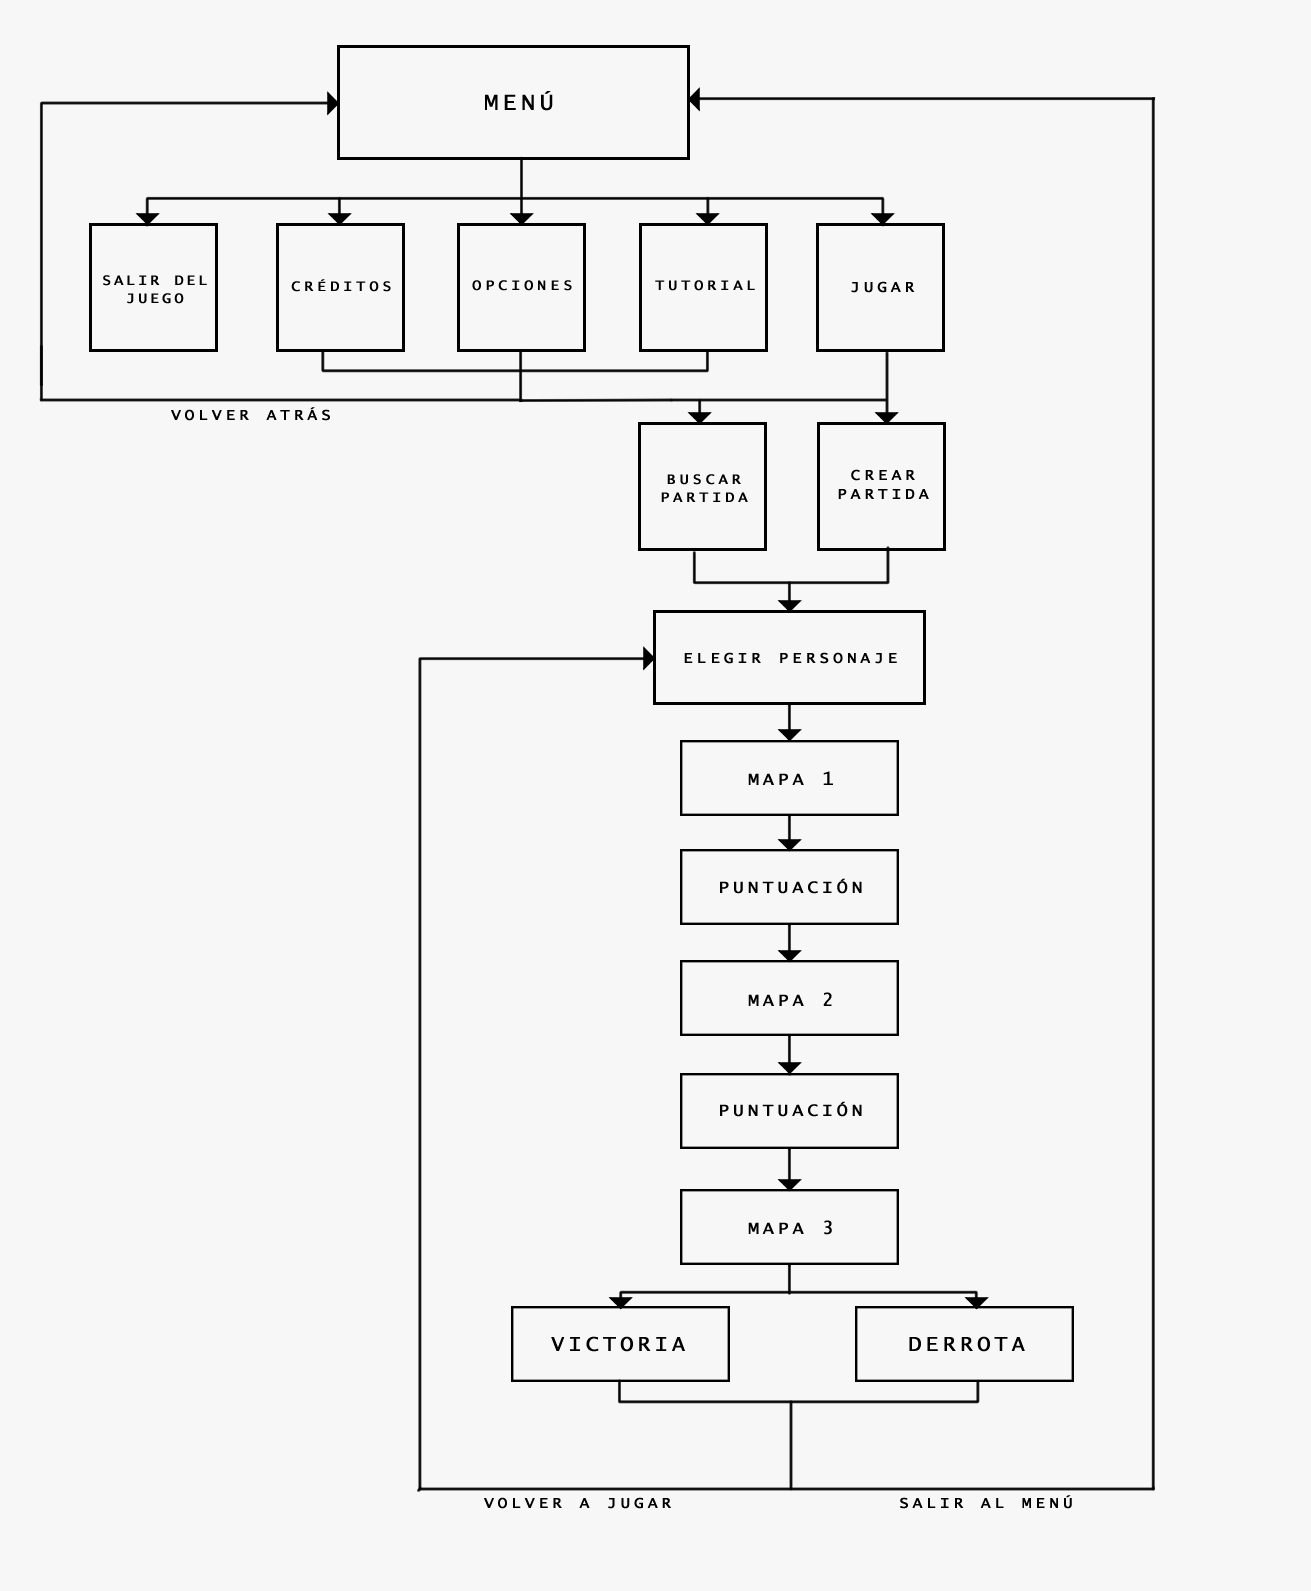 MENÚ
SALIR DEL
JUEGO
CRÉDITOS
OPCIONES
TUTORIAL
JUGAR
VOLVER ATRÁS
BUSCAR
PARTIDA
CREAR
PARTIDA
ELEGIR PERSONAJE
MAPA 1
PUNTUACIÓN
MAPA 2
PUNTUACIÓN
MAPA 3
VICTORIA
DERROTA
VOLVER A JUGAR
SALIR AL MENÚ